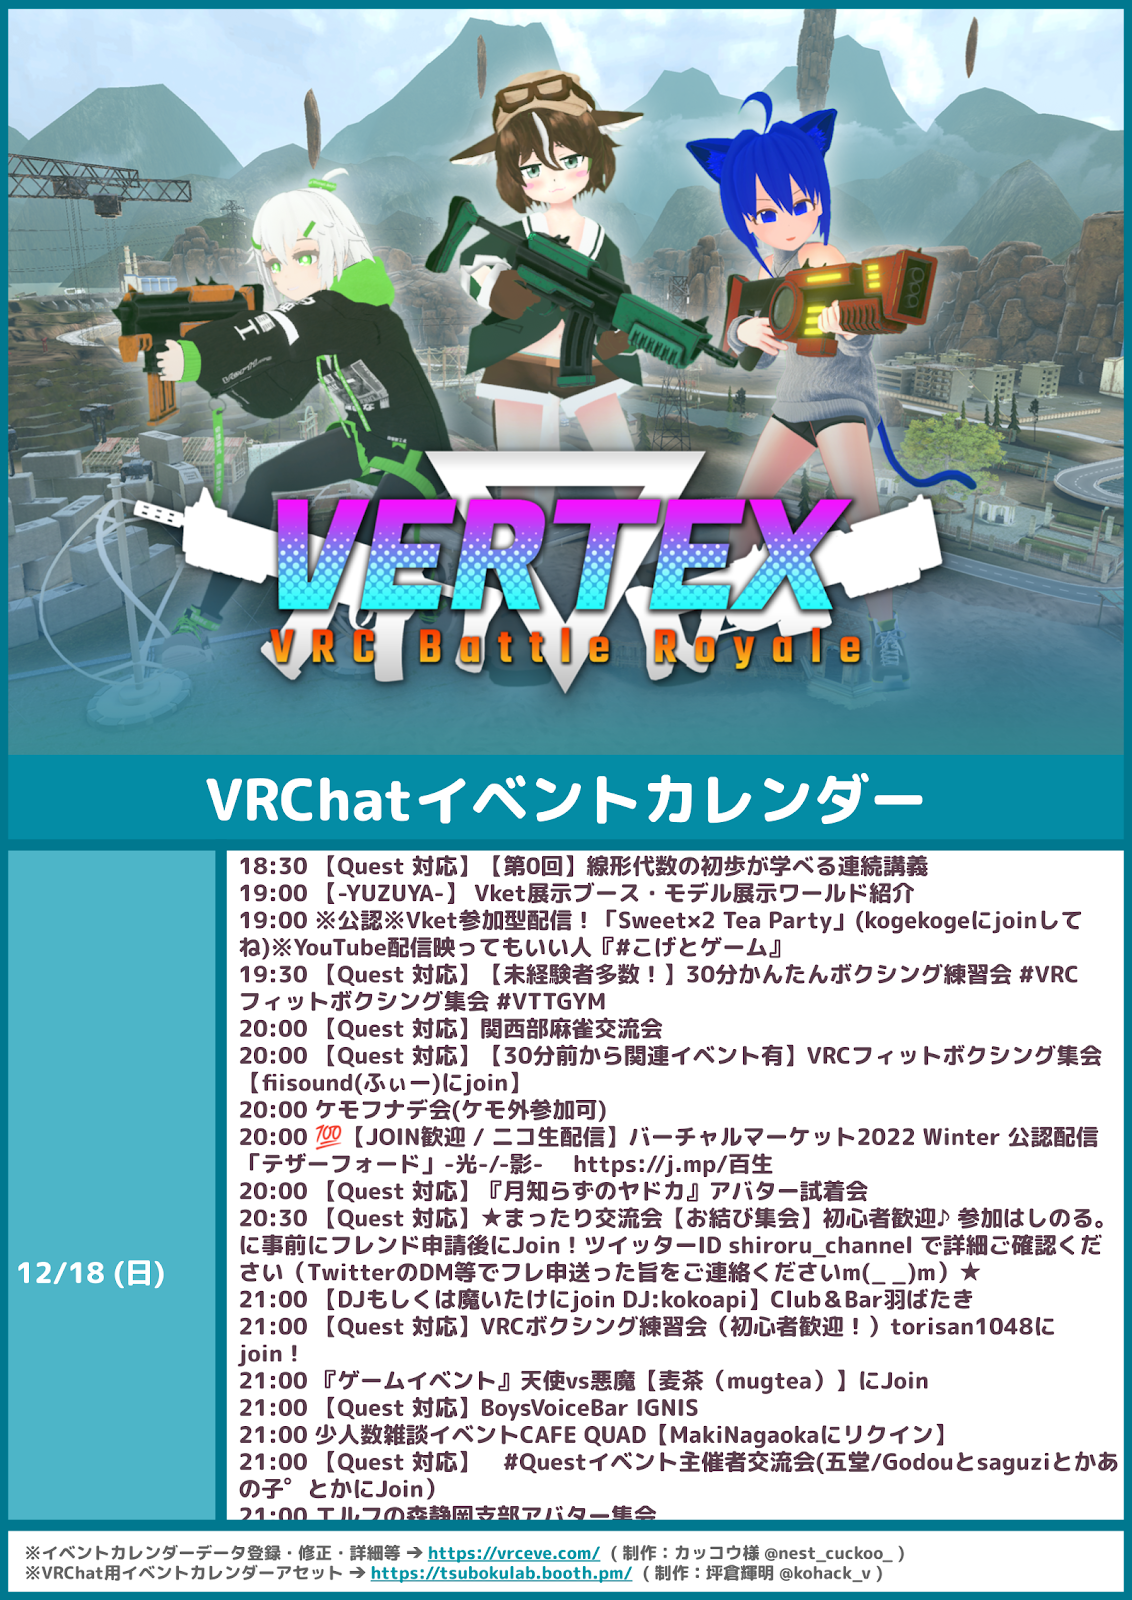 VERTEX
VRC Battle Royale
VRChatイベントカレンダー
12/18 (日)
18:30 【Quest 対応】【第0回】線形代数の初歩が学べる連続講義
19:00 【-YUZUYA-】 Vket展示ブース・モデル展示ワールド紹介
19:00 ※公認※Vket参加型配信！「Sweet×2 Tea Party」(kogekogeにjoinして
ね)※YouTube配信映ってもいい人『#こげとゲーム』
19:30 【Quest 対応】【未経験者多数！】30分かんたんボクシング練習会 #VRC
フィットボクシング集会 #VTTGYM
20:00 【Quest 対応】関西部麻雀交流会
20:00 【Quest 対応】【30分前から関連イベント有】VRCフィットボクシング集会
【fiisound(ふぃー)にjoin】
20:00 ケモフナデ会(ケモ外参加可)
20:00 💯【JOIN歓迎 / ニコ生配信】バーチャルマーケット2022 Winter 公認配信
「テザーフォード」-光-/-影-　https://j.mp/百生
20:00 【Quest 対応】『月知らずのヤドカ』アバター試着会
20:30 【Quest 対応】★まったり交流会【お結び集会】初心者歓迎♪ 参加はしのる。
に事前にフレンド申請後にJoin！ツイッターID shiroru_channel で詳細ご確認くだ
さい（TwitterのDM等でフレ申送った旨をご連絡くださいm(_ _)m）★
21:00 【DJもしくは魔いたけにjoin DJ:kokoapi】Club＆Bar羽ばたき
21:00 【Quest 対応】VRCボクシング練習会（初心者歓迎！）torisan1048に
join！
21:00 『ゲームイベント』天使vs悪魔【麦茶（mugtea）】にJoin
21:00 【Quest 対応】BoysVoiceBar IGNIS
21:00 少人数雑談イベントCAFE QUAD【MakiNagaokaにリクイン】
21:00 【Quest 対応】　#Questイベント主催者交流会(五堂/Godouとsaguziとかあ
の子°とかにJoin）
21:00 エルフの森静岡支部アバター集会
※イベントカレンダーデータ登録・修正・詳細等 → https://vrceve.com/ ( 制作：カッコウ様 @nest_cuckoo_ )
※VRChat用イベントカレンダーアセット → https://tsubokulab.booth.pm/ ( 制作：坪倉輝明 @kohack_v )